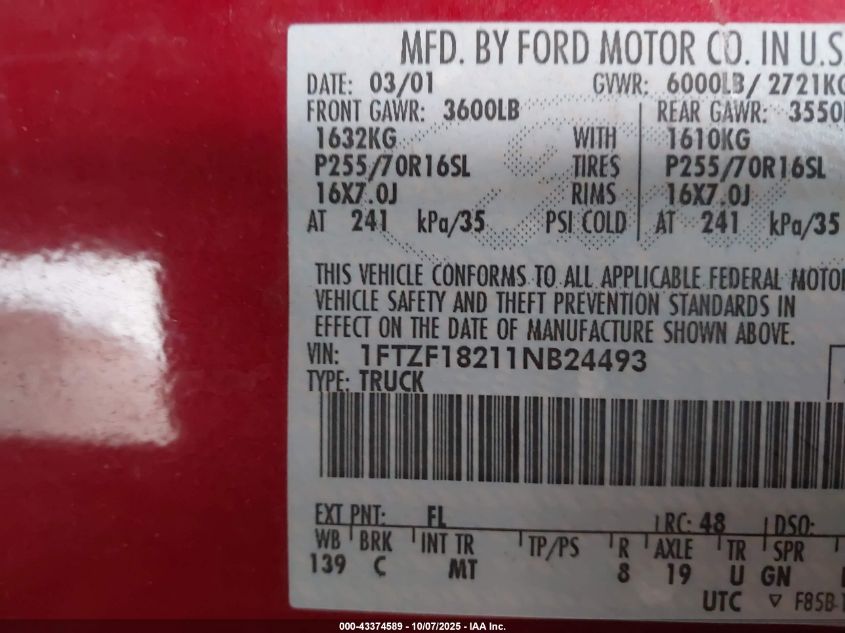 MFD. BY FORD MOTOR CO. IN U.S
DATE: 03/01 GVWR: 6000LB/ 2721KG
FRONT GAWR: 3600LB REAR GAWR: 3550
1632KG WITH 1610KG
P255/70R16SL TIRES P255/70R16SL
16X7.0J RIMS 16X7.0J
AT 241 kPa/35 PSI COLD AT 241 kPa/35
THIS VEHICLE CONFORMS TO ALL APPLICABLE FEDERAL MOTOR
VEHICLE SAFETY AND THEFT PREVENTION STANDARDS IN
EFFECT ON THE DATE OF MANUFACTURE SHOWN ABOVE.
VIN: 1FTZF18211NB24493
TYPE: TRUCK
EXT PNT: FL RC: 48 DSO:
WB BRK INT TR TP/PS R AXLE TR SPR
139 C MT 8 19 U GN
UTC ▽ F85B-1
000-43374589 - 10/07/2025 - IAA Inc.